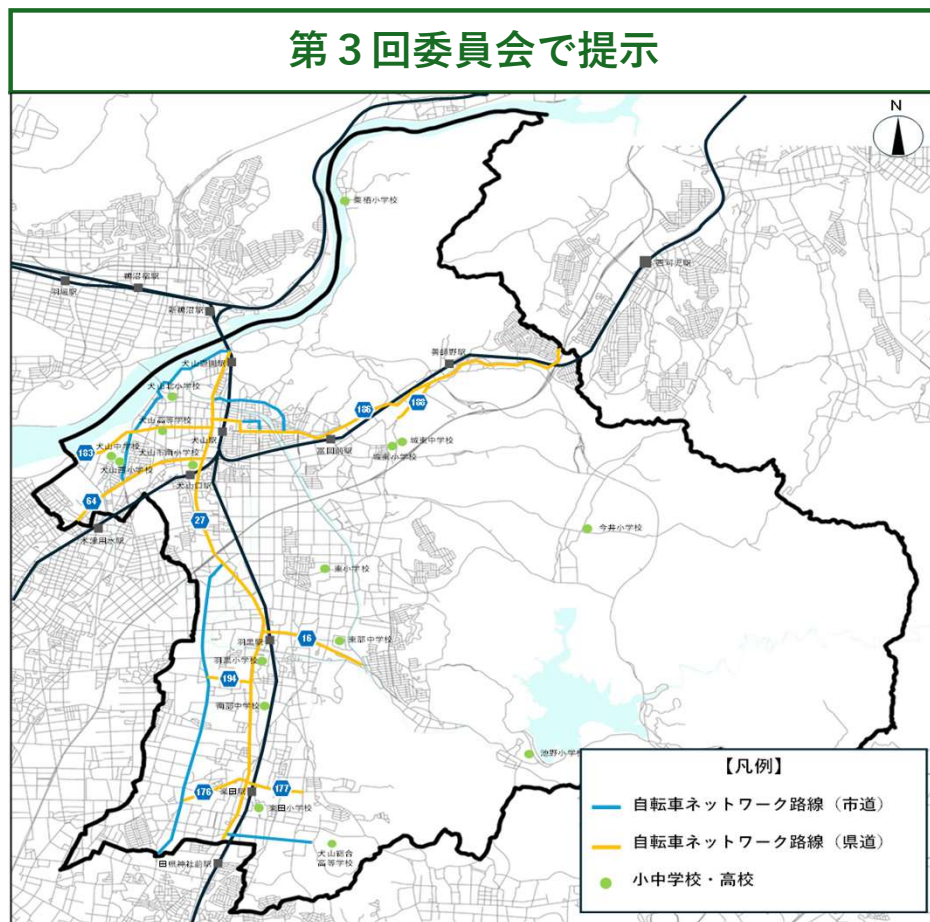 第３回委員会で提示
N
栗栖小学校
鵜沼宿駅
羽場駅
新鵜沼駅
西可児駅
善師野駅
犬山遊園駅
犬山北小学校
186
188
犬山高等学校
犬山駅
城東中学校
富岡前駅
城東小学校
183
犬山中学校
犬山南小学校
犬山西小学校
犬山口駅
64
27
木津用水駅
今井小学校
東小学校
羽黒駅
16
東部中学校
羽黒小学校
194
南部中学校
池野小学校
176
楽田駅
177
楽田小学校
犬山総合
高等学校
田県神社前駅
【凡例】
自転車ネットワーク路線（市道）
自転車ネットワーク路線（県道）
小中学校・高校